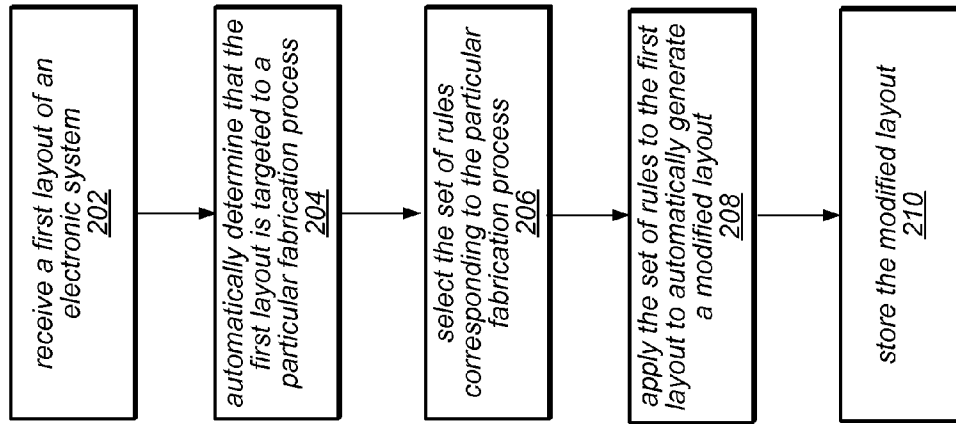 receive a first layout of an
electronic system
202
automatically determine that the
first layout is targeted to a
particular fabrication process
204
select the set of rules
corresponding to the particular
fabrication process
206
apply the set of rules to the first
layout to automatically generate
a modified layout
208
store the modified layout
210